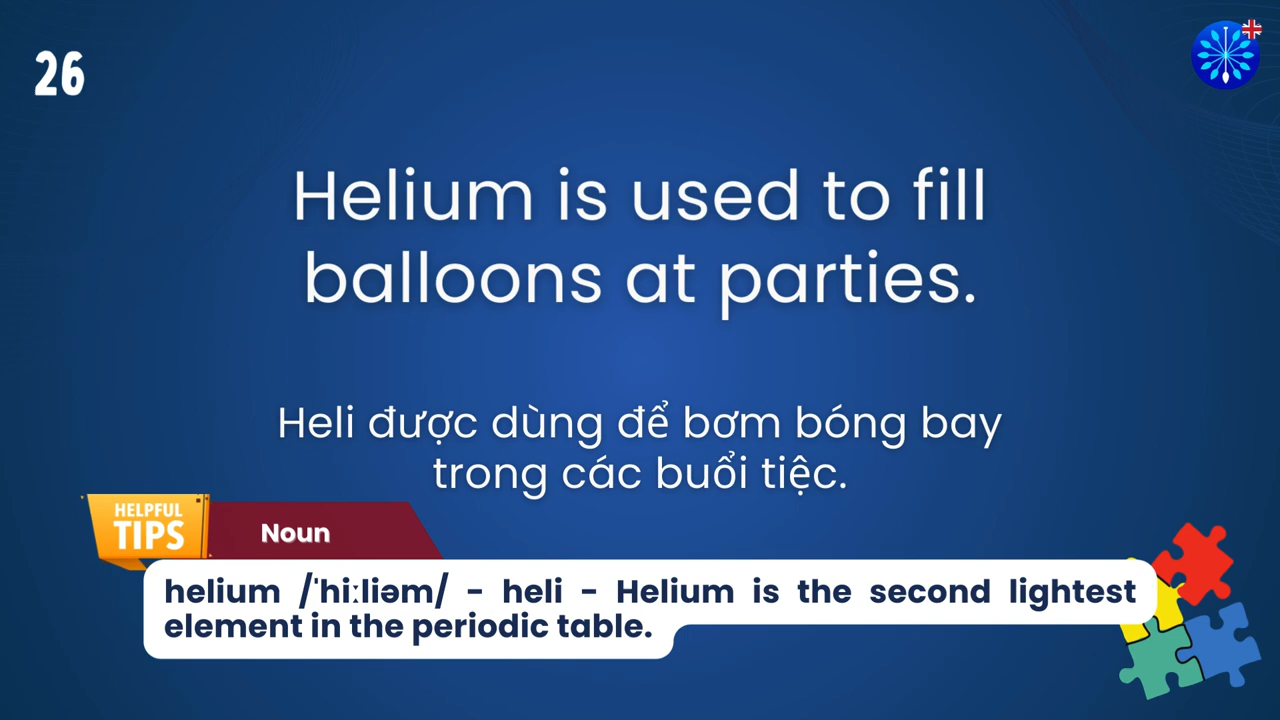 26
Helium is used to fill
balloons at parties.
Heli được dùng để bơm bóng bay
trong các buổi tiệc.
HELPFUL
TIPS
Noun
helium /ˈhiːliəm/ - heli - Helium is the second lightest
element in the periodic table.